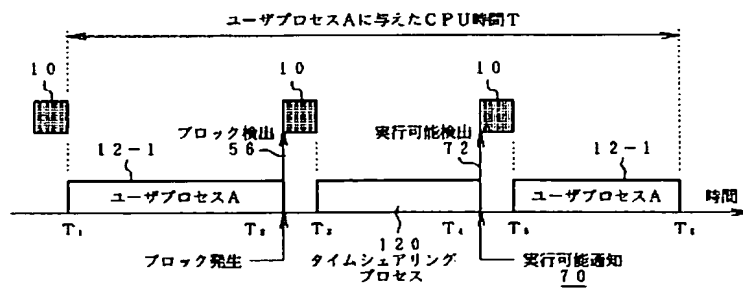 ユーザプロセスAに与えたCPU時間T
10
10
10
ブロック検出
56
実行可能検出
72
12-1
12-1
ユーザプロセスA
ユーザプロセスA
時間
T₁
T₂
T₃
T₄
T₅
T₆
120
ブロック発生
タイムシェアリング
プロセス
実行可能通知
70